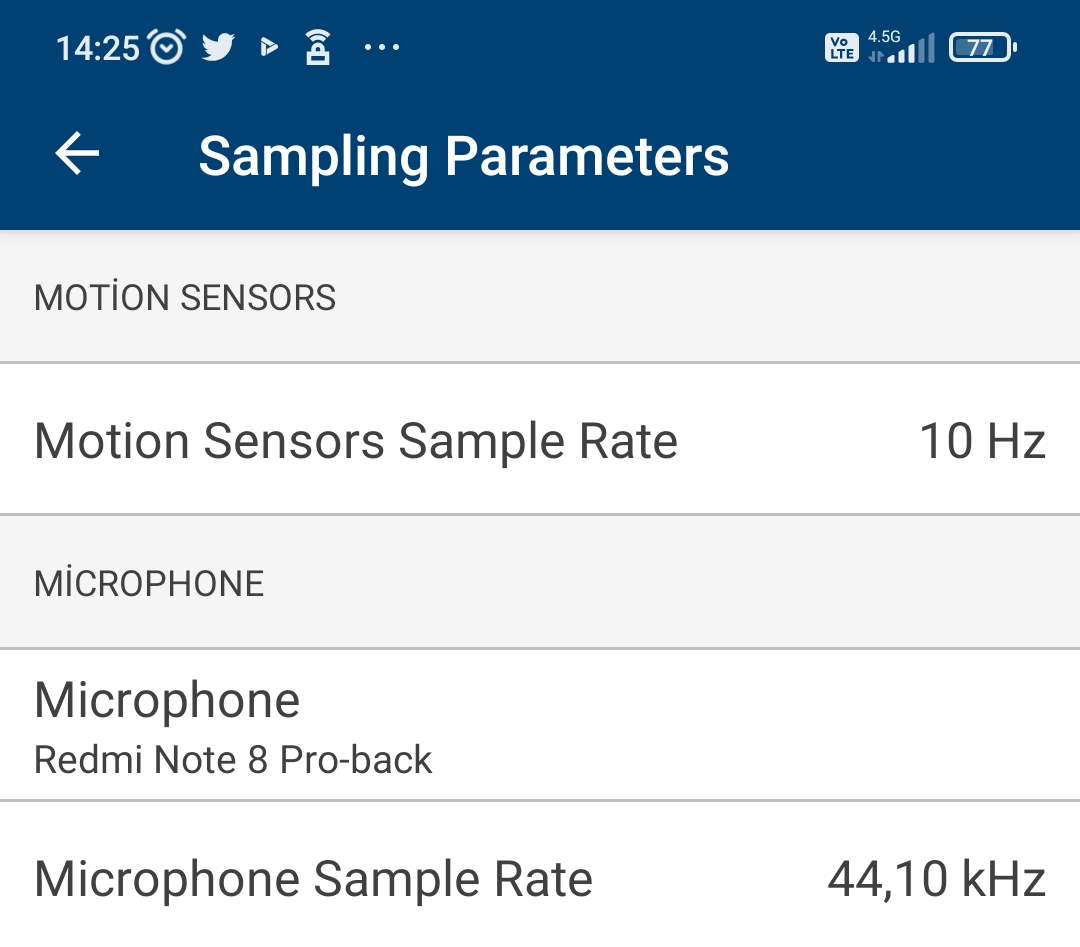 14:25
Vo LTE 4.5G 77
Sampling Parameters
MOTİON SENSORS
Motion Sensors Sample Rate 10 Hz
MİCROPHONE
Microphone
Redmi Note 8 Pro-back
Microphone Sample Rate 44,10 kHz